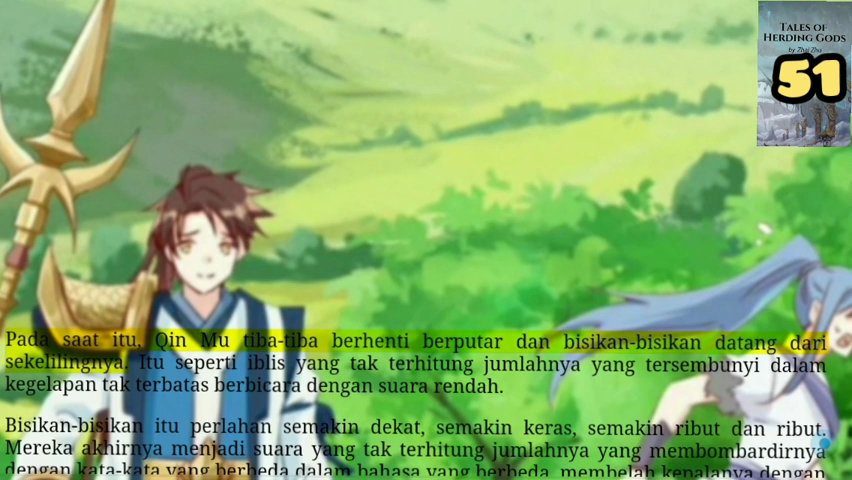 TALES OF
HERDING GODS
by Zhai Zhu
51
Pada saat itu, Qin Mu tiba-tiba berhenti berputar dan bisikan-bisikan datang dari
sekelilingnya. Itu seperti iblis yang tak terhitung jumlahnya yang tersembunyi dalam
kegelapan tak terbatas berbicara dengan suara rendah.
Bisikan-bisikan itu perlahan semakin dekat, semakin keras, semakin ribut dan ribut.
Mereka akhirnya menjadi suara yang tak terhitung jumlahnya yang membombardirnya
dengan kata-kata yang berbeda dalam bahasa yang berbeda, membelah kepalanya dengan